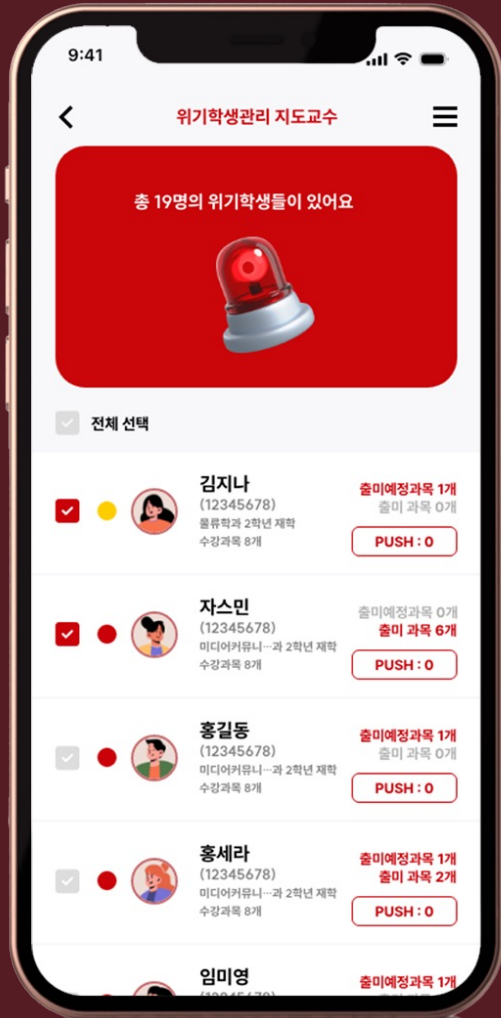 9:41
위기학생관리 지도교수
총 19명의 위기학생들이 있어요
전체 선택
김지나
(12345678)
물류학과 2학년 재학
수강과목 8개
출미예정과목 1개
출미 과목 0개
PUSH : 0
자스민
(12345678)
미디어커뮤니···과 2학년 재학
수강과목 8개
출미예정과목 0개
출미 과목 6개
PUSH : 0
홍길동
(12345678)
미디어커뮤니···과 2학년 재학
수강과목 8개
출미예정과목 1개
출미 과목 0개
PUSH : 0
홍세라
(12345678)
미디어커뮤니···과 2학년 재학
수강과목 8개
출미예정과목 1개
출미 과목 2개
PUSH : 0
임미영
출미예정과목 1개